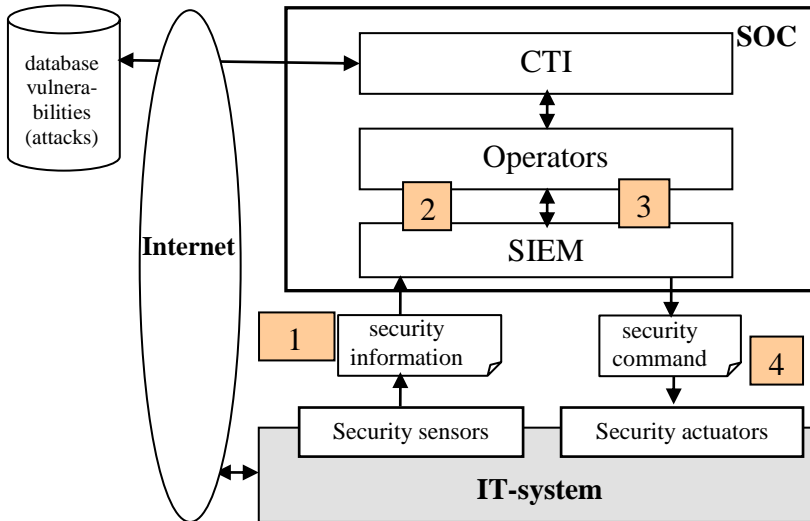 SOC
database
vulnera-
bilities
(attacks)
CTI
Operators
2
3
Internet
SIEM
1
security
information
security
command
4
Security sensors
Security actuators
IT-system